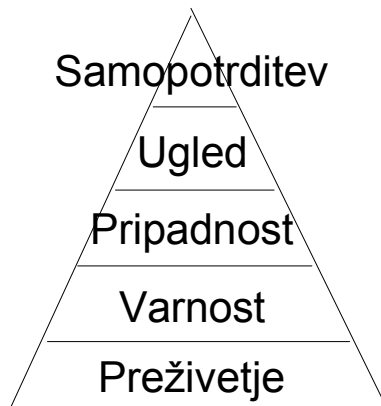 Samopotrditev
Ugled
Pripadnost
Varnost
Preživetje